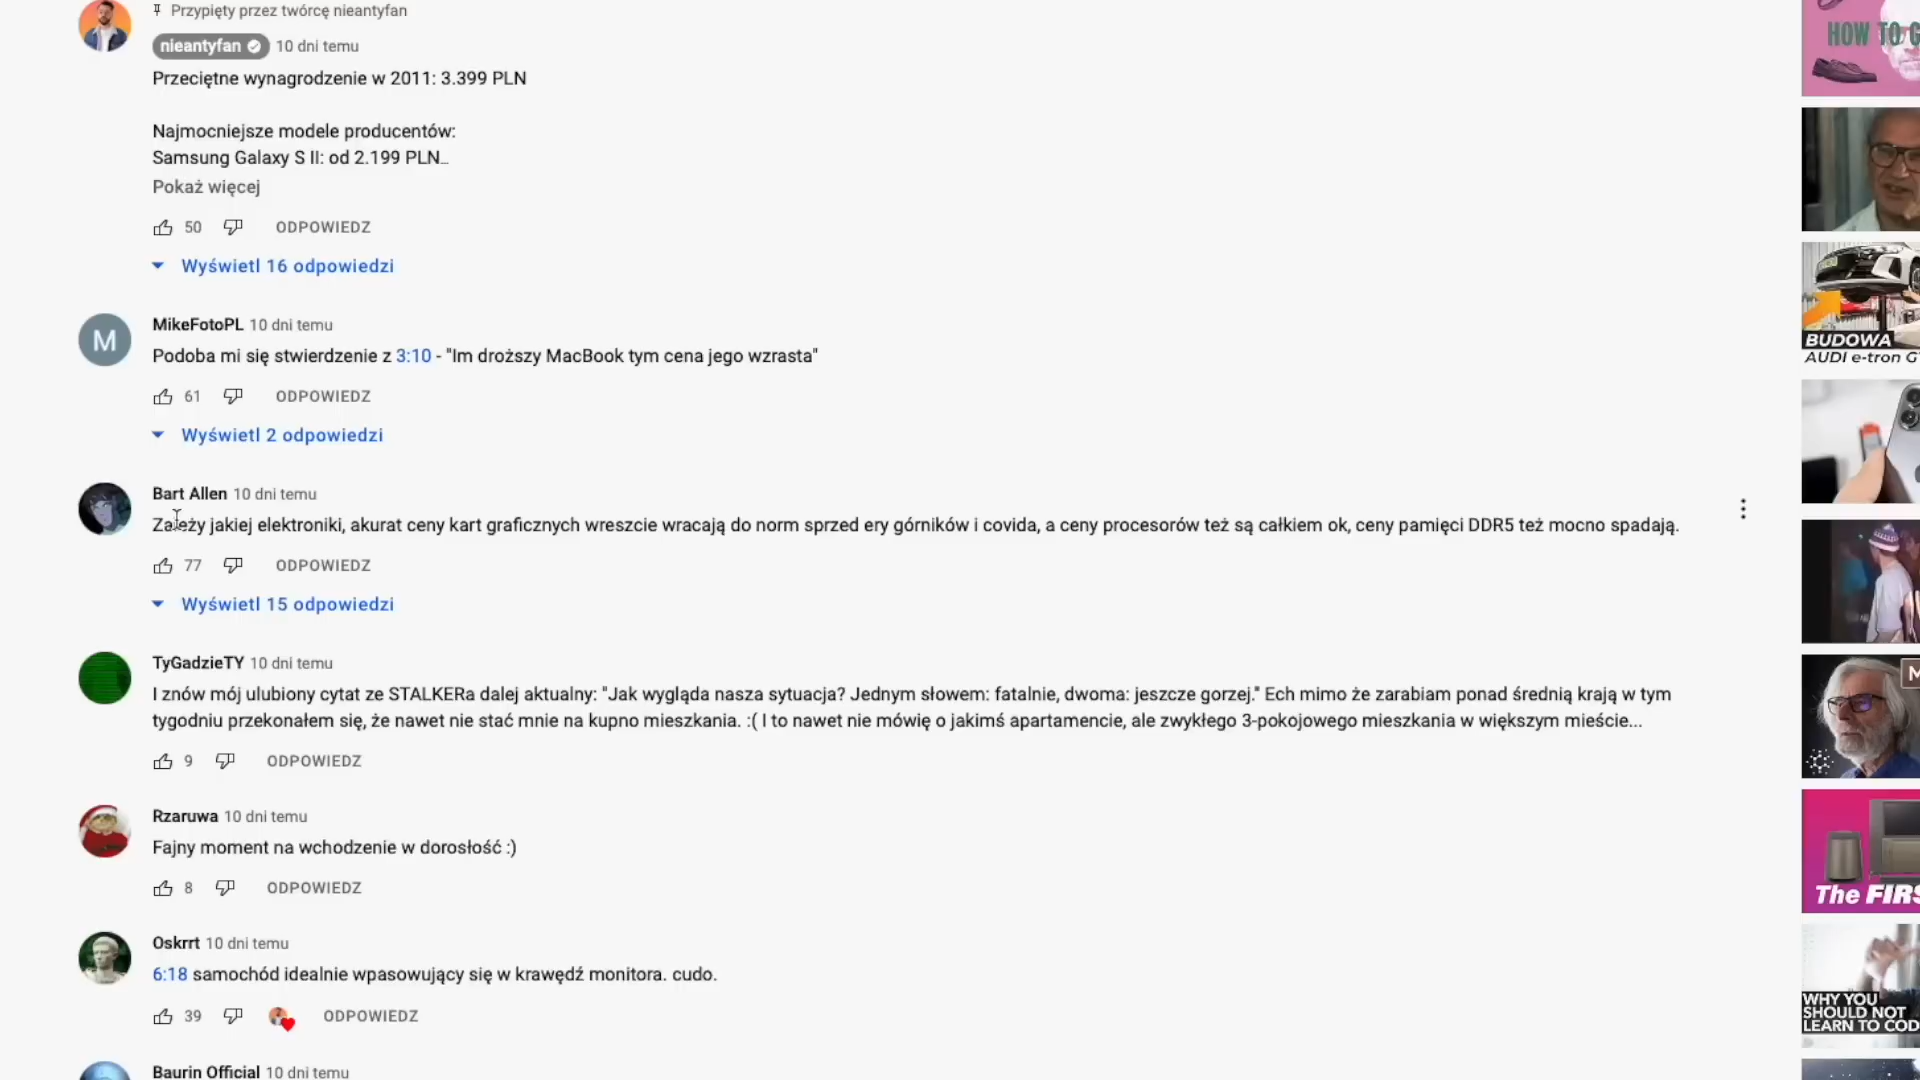 Przypięty przez twórcę nieantyfan
nieantyfan 10 dni temu
Przeciętne wynagrodzenie w 2011: 3.399 PLN
Najmocniejsze modele producentów:
Samsung Galaxy S II: od 2.199 PLN...
Pokaż więcej
50 ODPOWIEDZ
Wyświetl 16 odpowiedzi
M
MikeFotoPL 10 dni temu
Podoba mi się stwierdzenie z 3:10 - "Im droższy MacBook tym cena jego wzrasta"
61 ODPOWIEDZ
Wyświetl 2 odpowiedzi
Bart Allen 10 dni temu
Zależy jakiej elektroniki, akurat ceny kart graficznych wreszcie wracają do norm sprzed ery górników i covida, a ceny procesorów też są całkiem ok, ceny pamięci DDR5 też mocno spadają.
77 ODPOWIEDZ
Wyświetl 15 odpowiedzi
TyGadzieTY 10 dni temu
I znów mój ulubiony cytat ze STALKERa dalej aktualny: "Jak wygląda nasza sytuacja? Jednym słowem: fatalnie, dwoma: jeszcze gorzej." Ech mimo że zarabiam ponad średnią krają w tym
tygodniu przekonałem się, że nawet nie stać mnie na kupno mieszkania. :( I to nawet nie mówię o jakimś apartamencie, ale zwykłego 3-pokojowego mieszkania w większym mieście...
9 ODPOWIEDZ
Rzaruwa 10 dni temu
Fajny moment na wchodzenie w dorosłość :)
8 ODPOWIEDZ
Oskrrt 10 dni temu
6:18 samochód idealnie wpasowujący się w krawędź monitora. cudo.
39 ODPOWIEDZ
Baurin Official 10 dni temu
HOW TO G
BUDOWA
AUDI e-tron G
M
The FIRS
WHY YOU
SHOULD NOT
LEARN TO COD